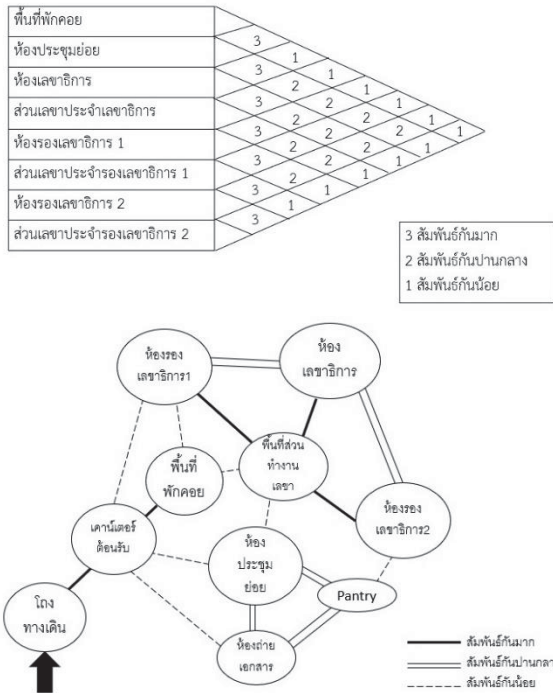 พื้นที่พักคอย
ห้องประชุมย่อย
ห้องเลขาธิการ
ส่วนเลขาประจำเลขาธิการ
ห้องรองเลขาธิการ 1
ส่วนเลขาประจำรองเลขาธิการ 1
ห้องรองเลขาธิการ 2
ส่วนเลขาประจำรองเลขาธิการ 2
3
1
3 1
2 1
3 2 1
2 2 1
3 2 2 1
2 2 1
3 2 1
2 1
3 1
1
3
3 สัมพันธ์กันมาก
2 สัมพันธ์กันปานกลาง
1 สัมพันธ์กันน้อย
ห้องรอง
เลขาธิการ1
ห้อง
เลขาธิการ
พื้นที่ส่วน
ทำงาน
เลขา
พื้นที่
พักคอย
ห้องรอง
เลขาธิการ2
เคาน์เตอร์
ต้อนรับ
ห้อง
ประชุม
ย่อย
Pantry
โถง
ทางเดิน
ห้องถ่าย
เอกสาร
สัมพันธ์กันมาก
สัมพันธ์กันปานกลา
สัมพันธ์กันน้อย